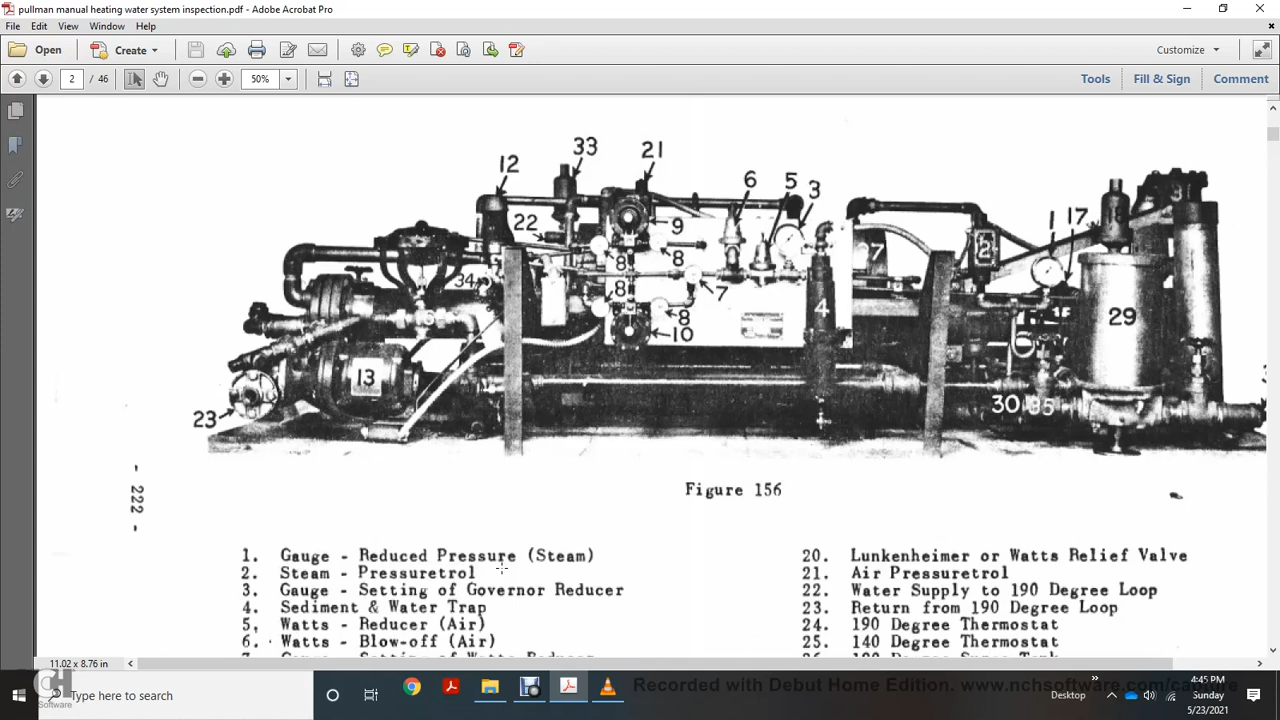 pullman manual heating water system inspection.pdf - Adobe Acrobat Pro
File Edit View Window Help
Open Create Customize
2 / 46 50% Tools Fill & Sign Comment
12 33 21 6 5 3
22 9 2 1 17 18
8 8 7
34 8 7 4 29
8 10
13
23 30 35
Figure 156
- 222 -
1. Gauge - Reduced Pressure (Steam)
2. Steam - Pressuretrol
3. Gauge - Setting of Governor Reducer
4. Sediment & Water Trap
5, Watts - Reducer (Air)
6. Watts - Blow-off (Air)
20. Lunkenheimer or Watts Relief Valve
21. Air Pressuretrol
22. Water Supply to 190 Degree Loop
23. Return from 190 Degree Loop
24. 190 Degree Thermostat
25. 140 Degree Thermostat
11.02 x 8.76 in
Type here to search
Software
Recorded with Debut Home Edition. www.nchsoftware.com/capture
Desktop
4:45 PM
Sunday
5/23/2021